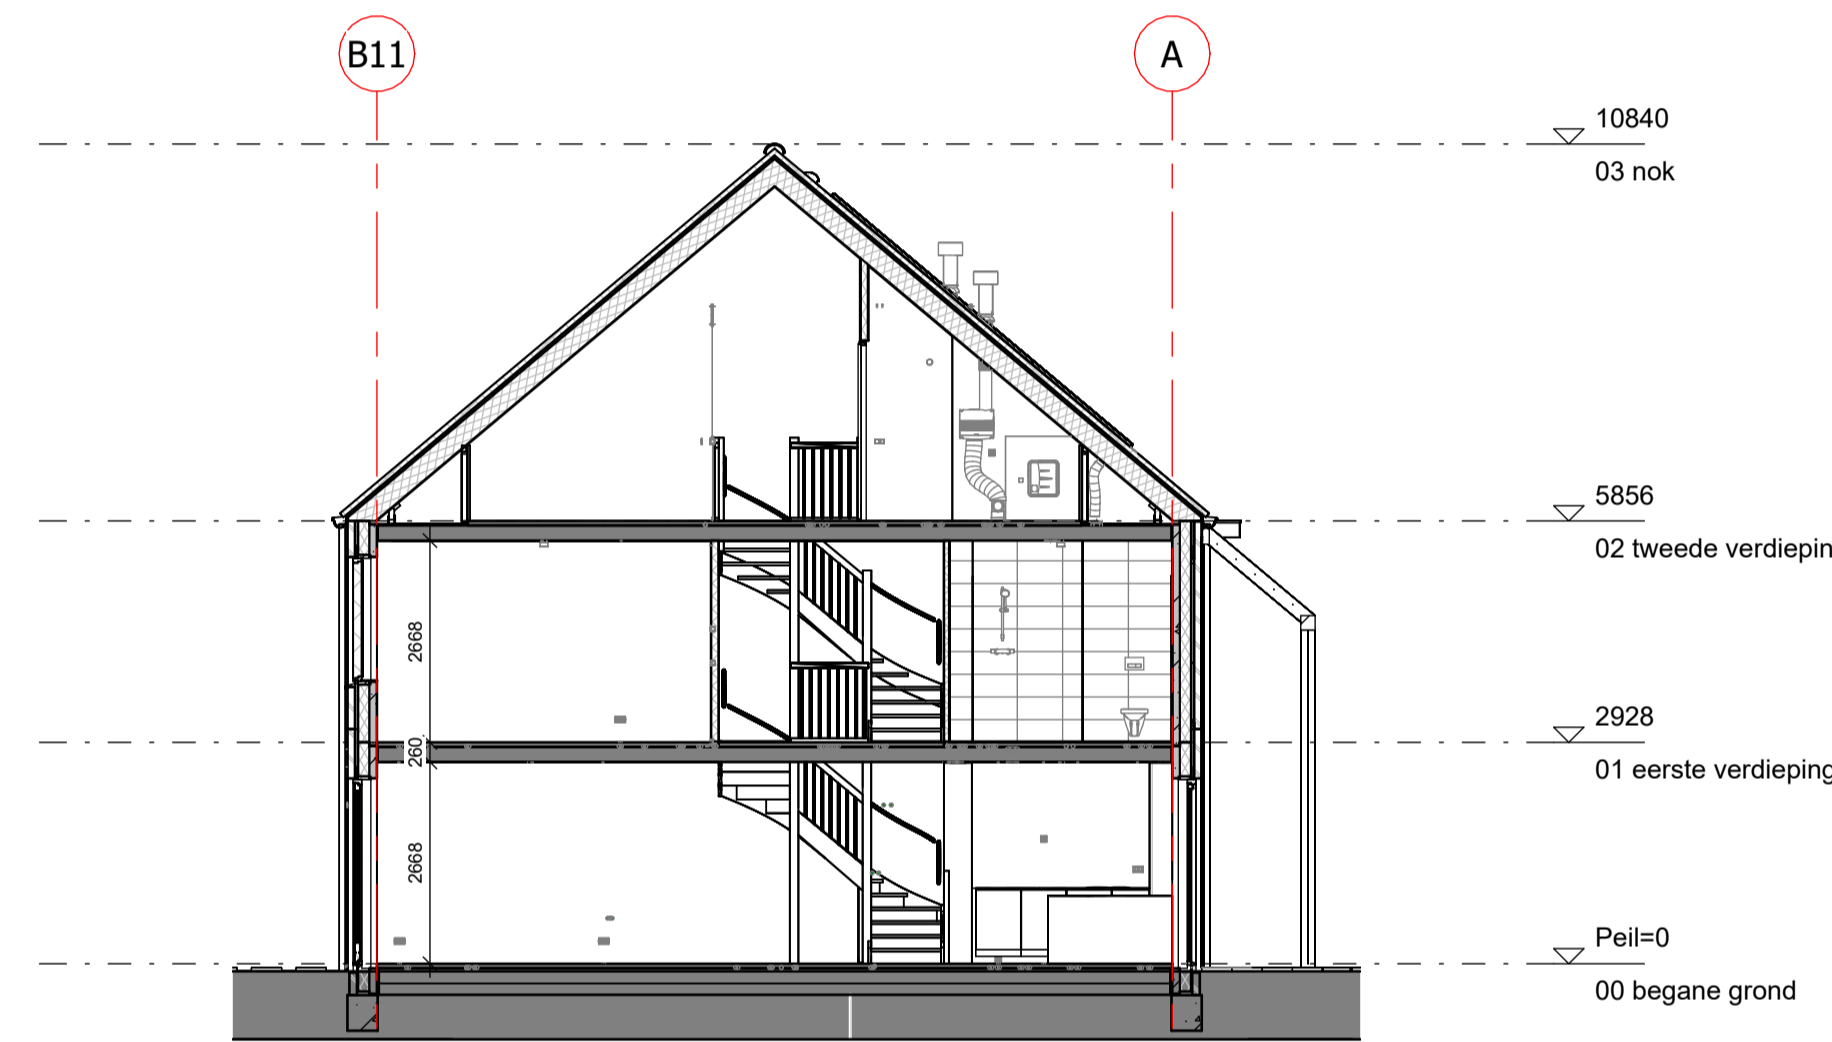 B11
A
10840
03 nok
5856
02 tweede verdiepin
2668
2928
260
01 eerste verdieping
2668
Peil=0
00 begane grond